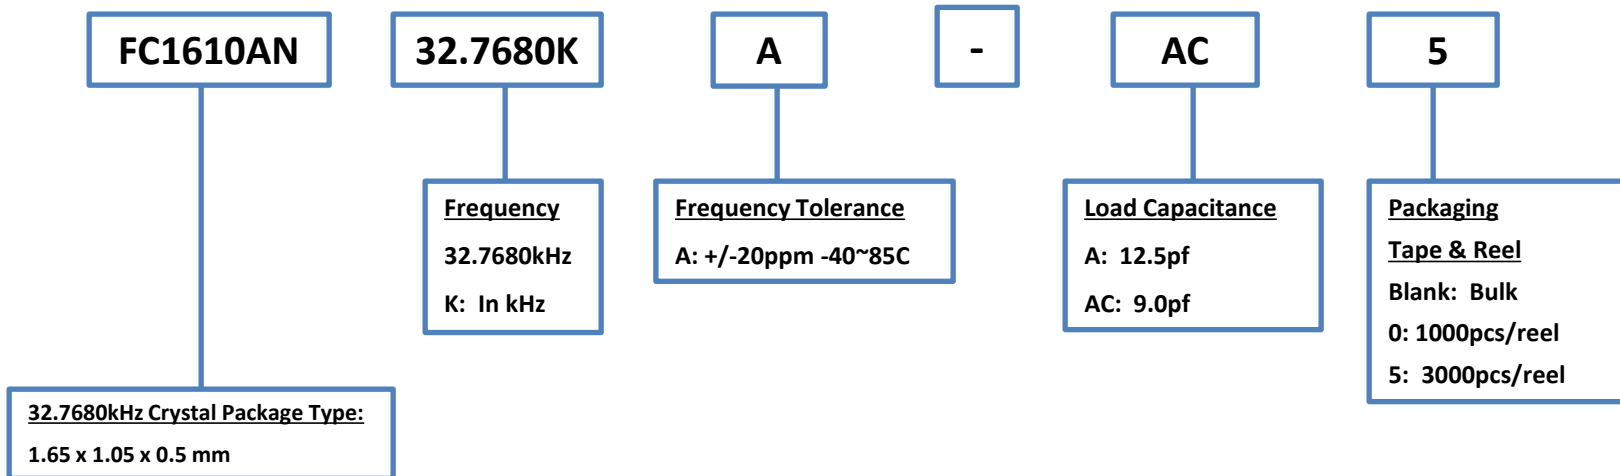 FC1610AN 32.7680K A - AC 5
Frequency
32.7680kHz
K: In kHz
Frequency Tolerance
A: +/-20ppm -40~85C
Load Capacitance
A: 12.5pf
AC: 9.0pf
Packaging
Tape & Reel
Blank: Bulk
0: 1000pcs/reel
5: 3000pcs/reel
32.7680kHz Crystal Package Type:
1.65 x 1.05 x 0.5 mm